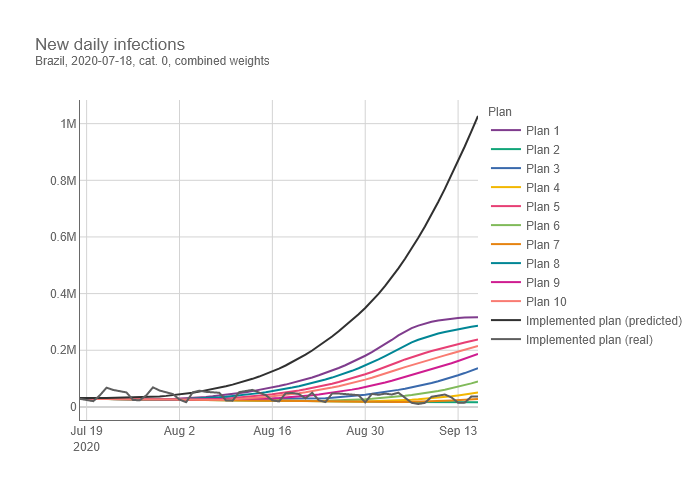 New daily infections
Brazil, 2020-07-18, cat. 0, combined weights
Plan
1M
0.8M
0.6M
0.4M
0.2M
0
Jul 19
2020
Aug 2
Aug 16
Aug 30
Sep 13
Plan 1
Plan 2
Plan 3
Plan 4
Plan 5
Plan 6
Plan 7
Plan 8
Plan 9
Plan 10
Implemented plan (predicted)
Implemented plan (real)